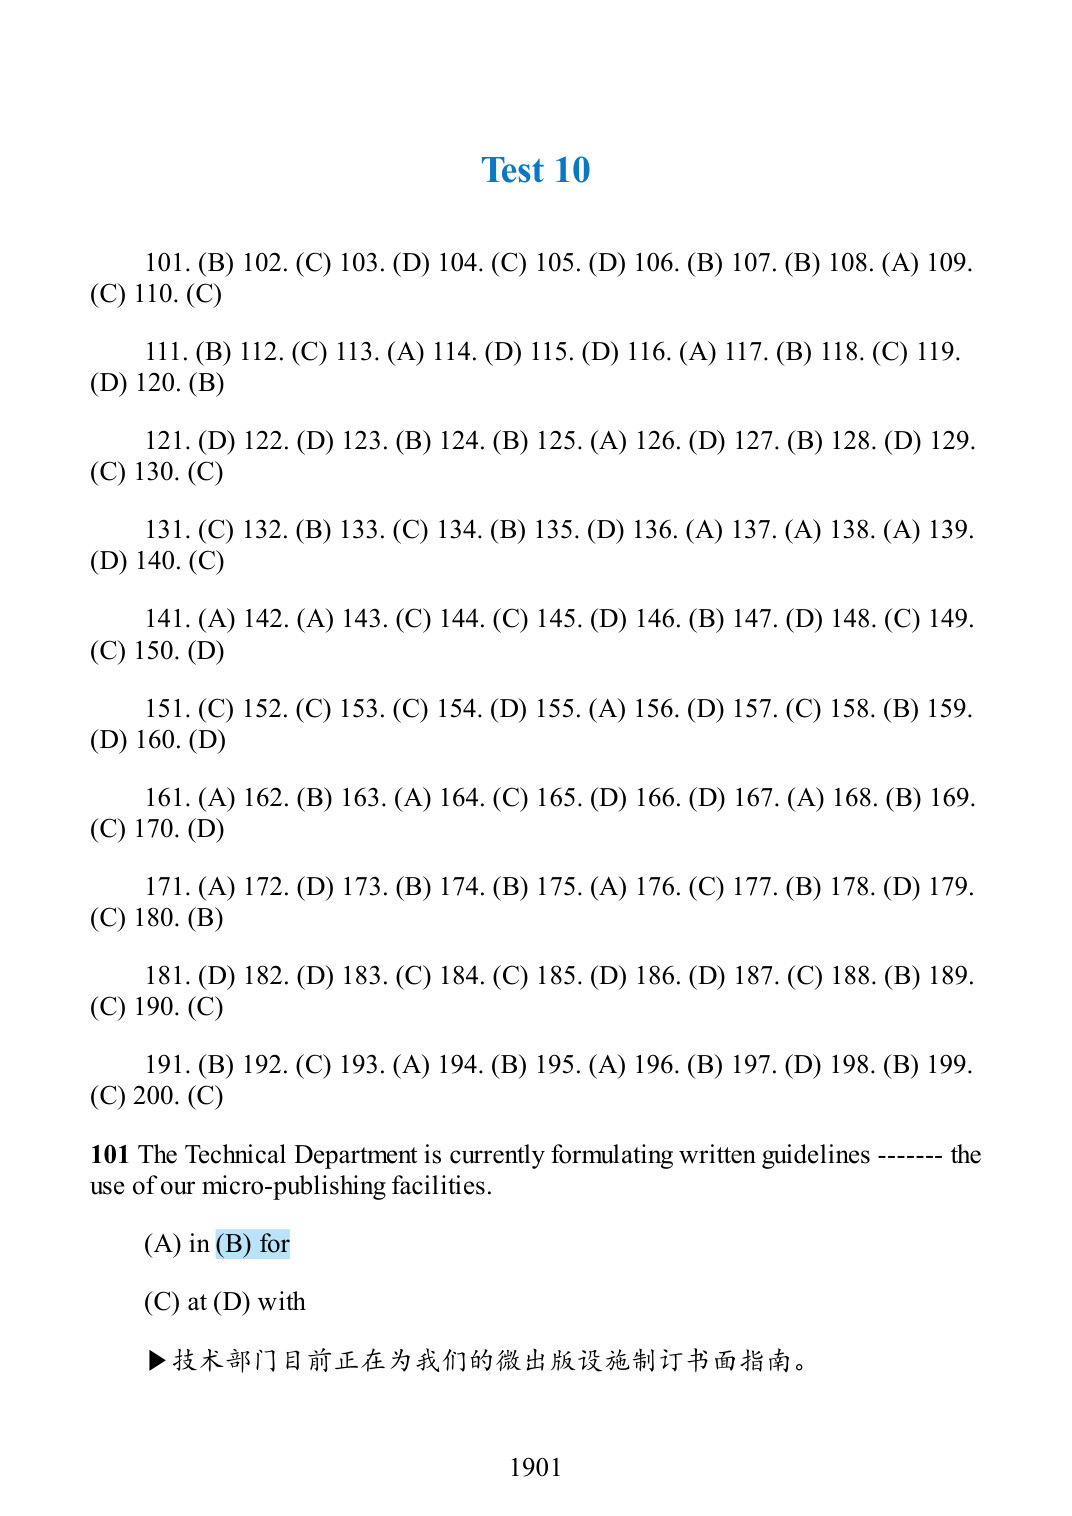 Test 10
101. (B) 102. (C) 103. (D) 104. (C) 105. (D) 106. (B) 107. (B) 108. (A) 109.
(C) 110. (C)
111. (B) 112. (C) 113. (A) 114. (D) 115. (D) 116. (A) 117. (B) 118. (C) 119.
(D) 120. (B)
121. (D) 122. (D) 123. (B) 124. (B) 125. (A) 126. (D) 127. (B) 128. (D) 129.
(C) 130. (C)
131. (C) 132. (B) 133. (C) 134. (B) 135. (D) 136. (A) 137. (A) 138. (A) 139.
(D) 140. (C)
141. (A) 142. (A) 143. (C) 144. (C) 145. (D) 146. (B) 147. (D) 148. (C) 149.
(C) 150. (D)
151. (C) 152. (C) 153. (C) 154. (D) 155. (A) 156. (D) 157. (C) 158. (B) 159.
(D) 160. (D)
161. (A) 162. (B) 163. (A) 164. (C) 165. (D) 166. (D) 167. (A) 168. (B) 169.
(C) 170. (D)
171. (A) 172. (D) 173. (B) 174. (B) 175. (A) 176. (C) 177. (B) 178. (D) 179.
(C) 180. (B)
181. (D) 182. (D) 183. (C) 184. (C) 185. (D) 186. (D) 187. (C) 188. (B) 189.
(C) 190. (C)
191. (B) 192. (C) 193. (A) 194. (B) 195. (A) 196. (B) 197. (D) 198. (B) 199.
(C) 200. (C)
101 The Technical Department is currently formulating written guidelines ------- the
use of our micro-publishing facilities.
(A) in (B) for
(C) at (D) with
▶技术部门目前正在为我们的微出版设施制订书面指南。
1901